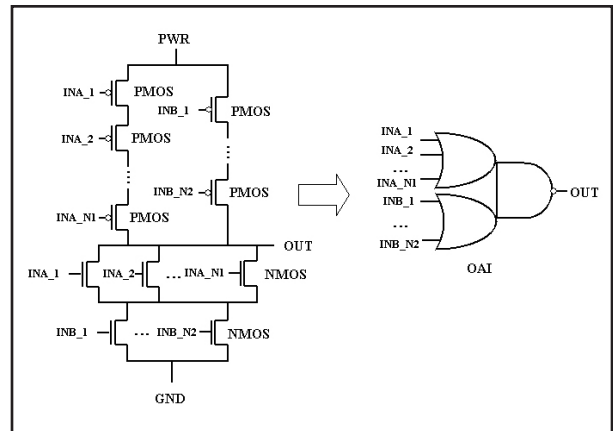 PWR
INA_1 PMOS
INB_1 PMOS
INA_2 PMOS
...
...
INB_N2 PMOS
INA_N1 PMOS
OUT
INA_1 INA_2 ... INA_N1 NMOS
INB_1 ... INB_N2 NMOS
GND
INA_1
INA_2
...
INA_N1
INB_1
...
INB_N2
OUT
OAI